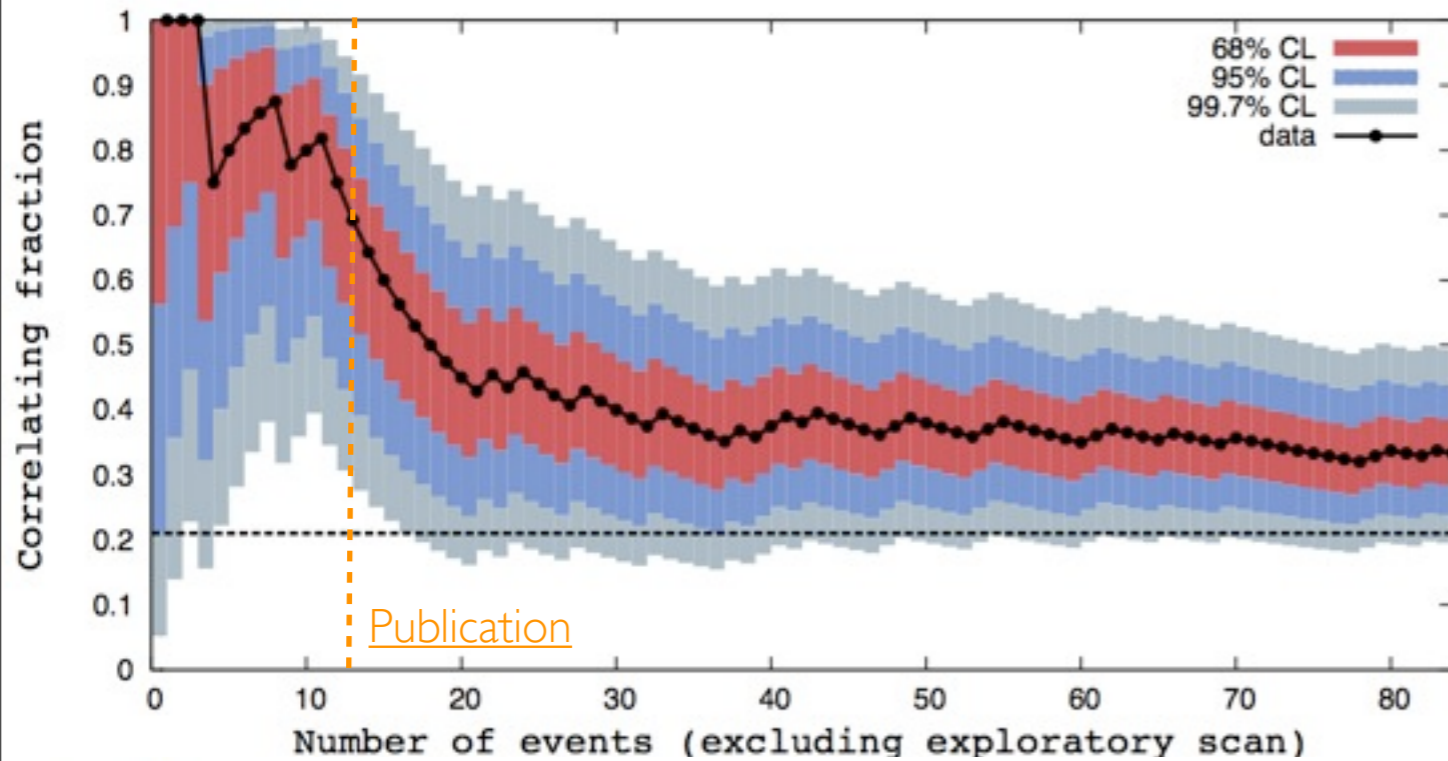 1
0.9
0.8
0.7
0.6
0.5
0.4
0.3
0.2
0.1
0
Correlating fraction
68% CL
95% CL
99.7% CL
data
Publication
0 10 20 30 40 50 60 70 80
Number of events (excluding exploratory scan)